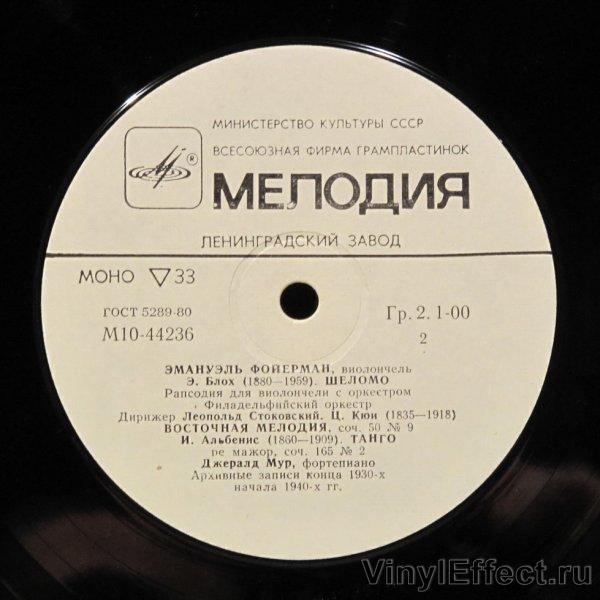 МИНИСТЕРСТВО КУЛЬТУРЫ СССР
ВСЕСОЮЗНАЯ ФИРМА ГРАМПЛАСТИНОК
®
МЕЛОДИЯ
ЛЕНИНГРАДСКИЙ ЗАВОД
МОНО ▽33
ГОСТ 5289-80
М10-44236
Гр. 2. 1-00
2
ЭМАНУЭЛЬ ФОЙЕРМАН, виолончель
Э. Блох (1880—1959). ШЕЛОМО
Рапсодия для виолончели с оркестром
Филадельфийский оркестр
Дирижер Леопольд Стоковский. Ц. Кюи (1835—1918)
ВОСТОЧНАЯ МЕЛОДИЯ, соч. 50 № 9
И. Альбенис (1860—1909). ТАНГО
ре мажор, соч. 165 № 2
Джералд Мур, фортепиано
Архивные записи конца 1930-х
начала 1940-х гг.
VinylEffect.ru